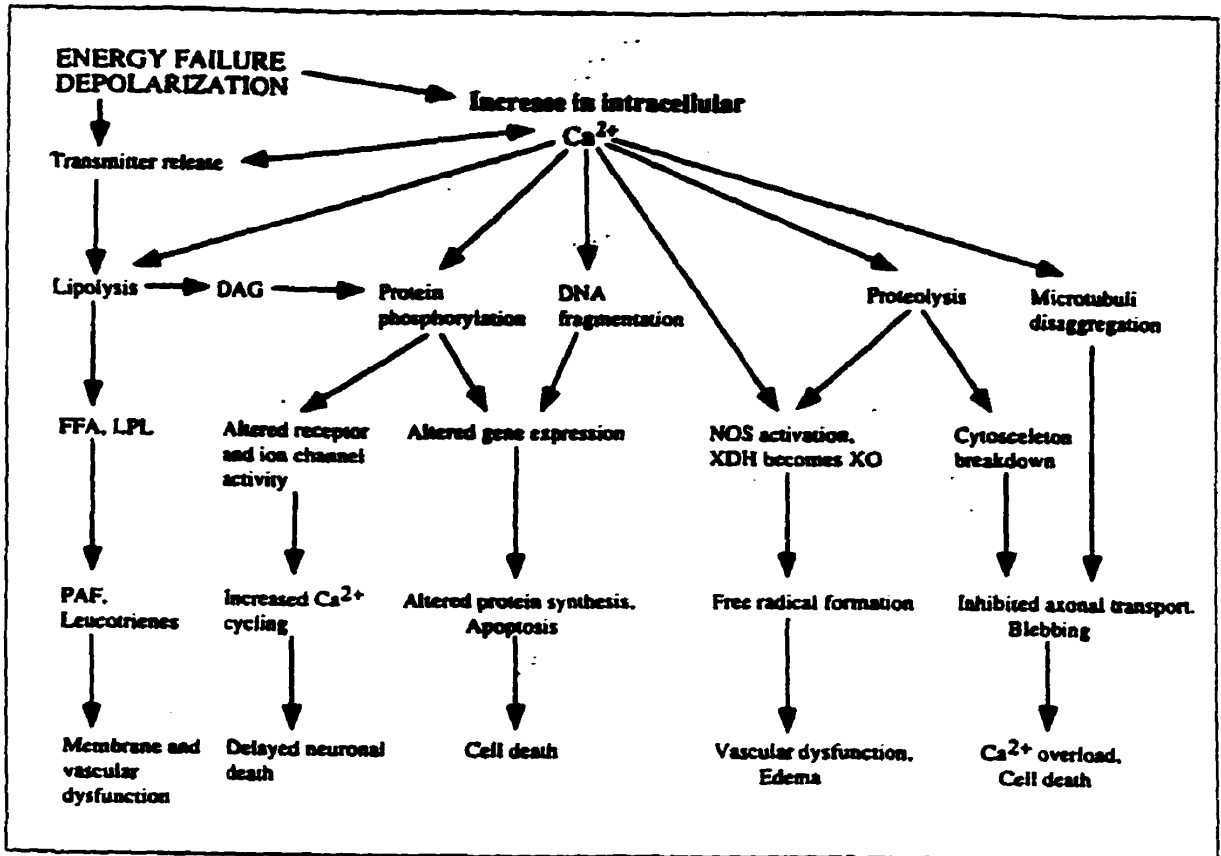 ENERGY FAILURE
DEPOLARIZATION
Increase in intracellular
Ca2+
Transmitter release
Lipolysis
DAG
Protein
phosphorylation
DNA
fragmentation
Proteolysis
Microtubuli
disaggregation
FFA, LPL
Altered receptor
and ion channel
activity
Altered gene expression
NOS activation,
XDH becomes XO
Cytosceleton
breakdown
PAF,
Leucotrienes
Increased Ca2+
cycling
Altered protein synthesis,
Apoptosis
Free radical formation
Inhibited axonal transport.
Blebbing
Membrane and
vascular
dysfunction
Delayed neuronal
death
Cell death
Vascular dysfunction,
Edema
Ca2+ overload,
Cell death